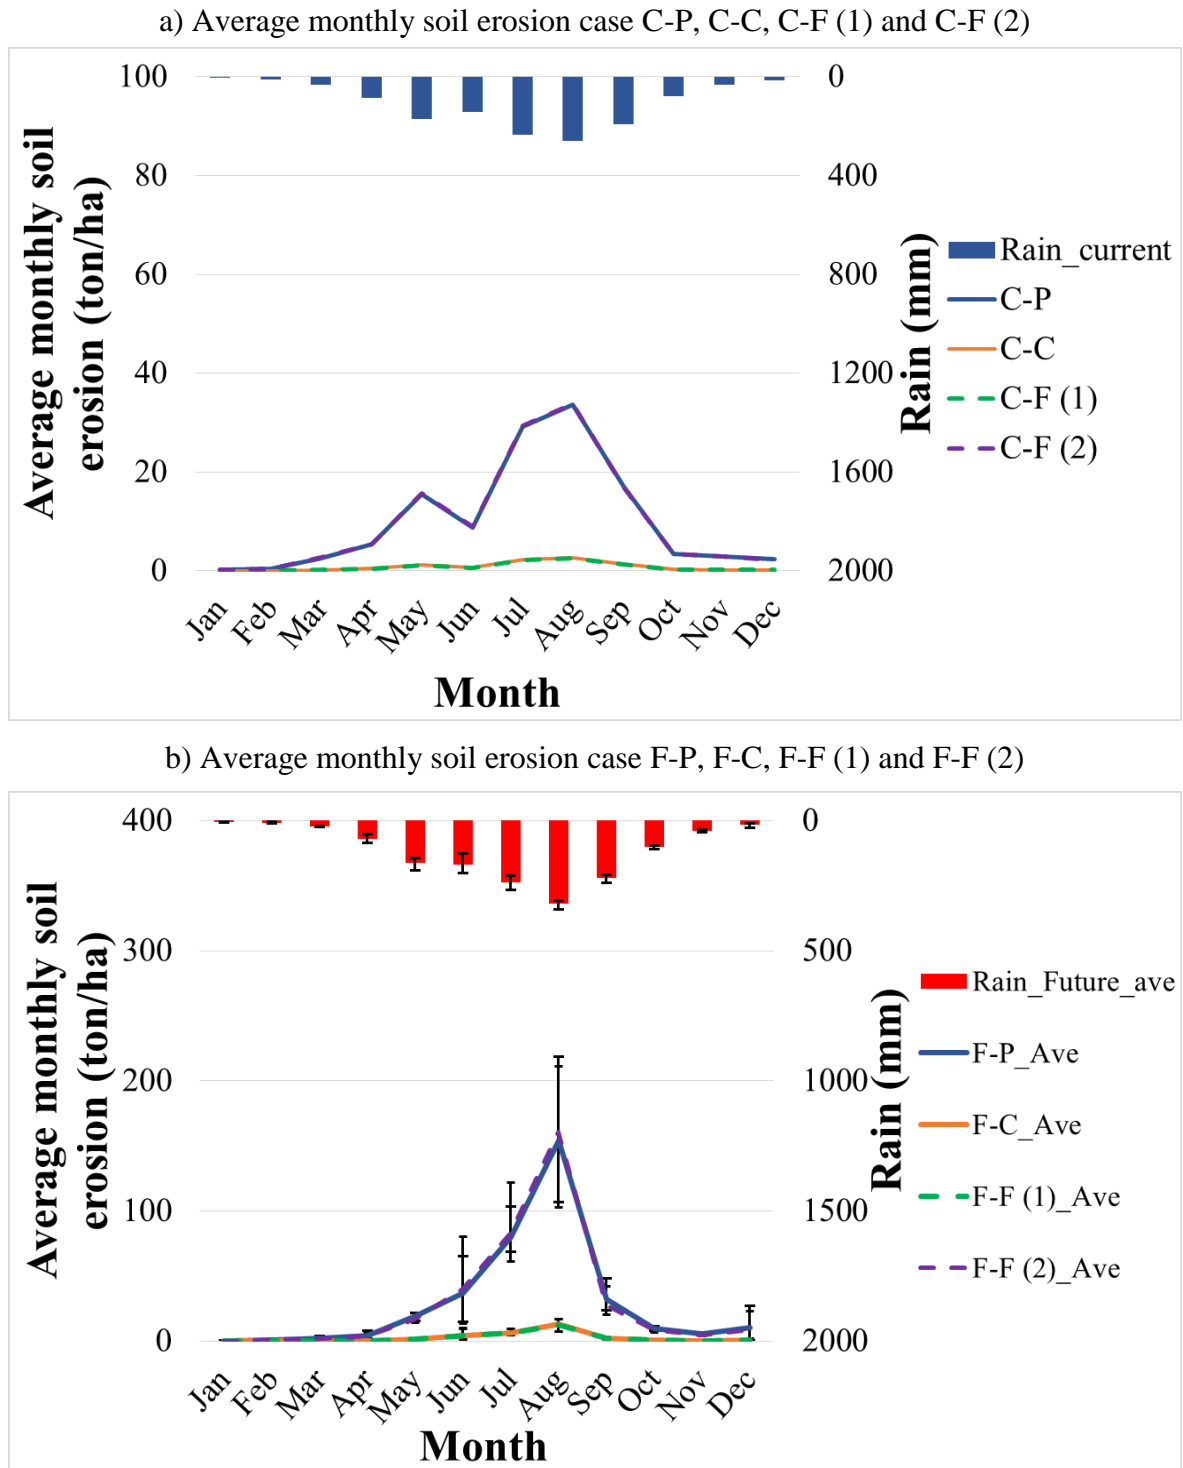 a) Average monthly soil erosion case C-P, C-C, C-F (1) and C-F (2)
Average monthly soil
erosion (ton/ha)
100
80
60
40
20
0
0
400
800
1200
1600
2000
Rain (mm)
Rain_current
C-P
C-C
C-F (1)
C-F (2)
Jan
Feb
Mar
Apr
May
Jun
Jul
Aug
Sep
Oct
Nov
Dec
Month
b) Average monthly soil erosion case F-P, F-C, F-F (1) and F-F (2)
Average monthly soil
erosion (ton/ha)
400
300
200
100
0
0
500
1000
1500
2000
Rain (mm)
Rain_Future_ave
F-P_Ave
F-C_Ave
F-F (1)_Ave
F-F (2)_Ave
Jan
Feb
Mar
Apr
May
Jun
Jul
Aug
Sep
Oct
Nov
Dec
Month